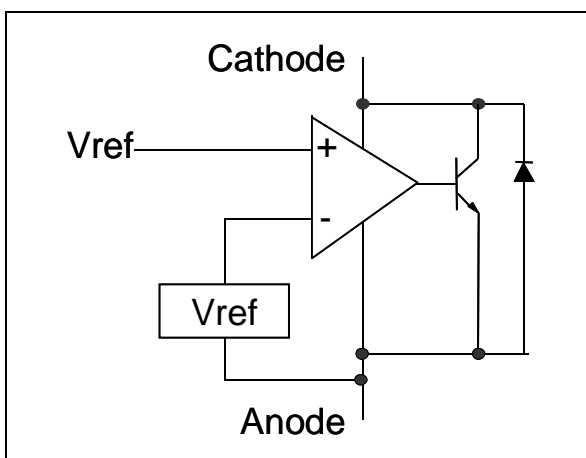 Cathode
Vref
+
-
Vref
Anode